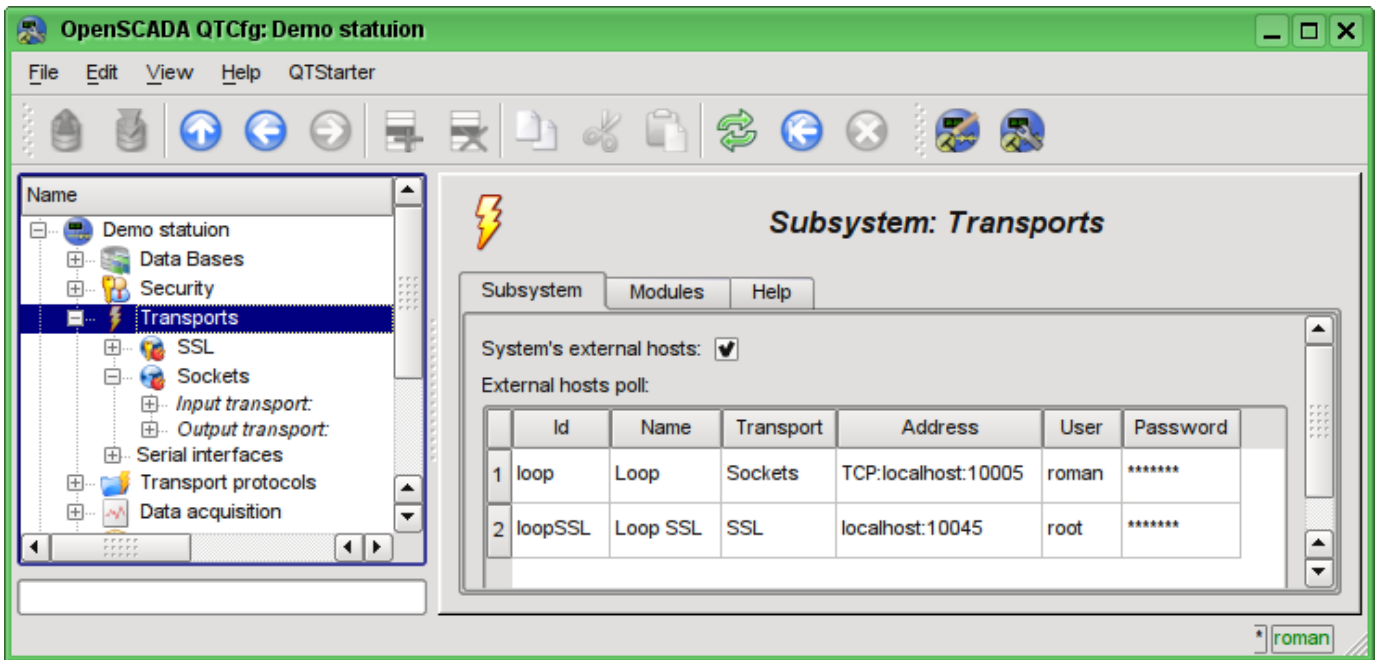 OpenSCADA QTCfg: Demo statuion
File Edit View Help QTStarter
Name
Demo statuion
Data Bases
Security
Transports
SSL
Sockets
Input transport:
Output transport:
Serial interfaces
Transport protocols
Data acquisition
Subsystem: Transports
Subsystem Modules Help
System's external hosts:
External hosts poll:
Id Name Transport Address User Password
1 loop Loop Sockets TCP:localhost:10005 roman *******
2 loopSSL Loop SSL SSL localhost:10045 root *******
* roman